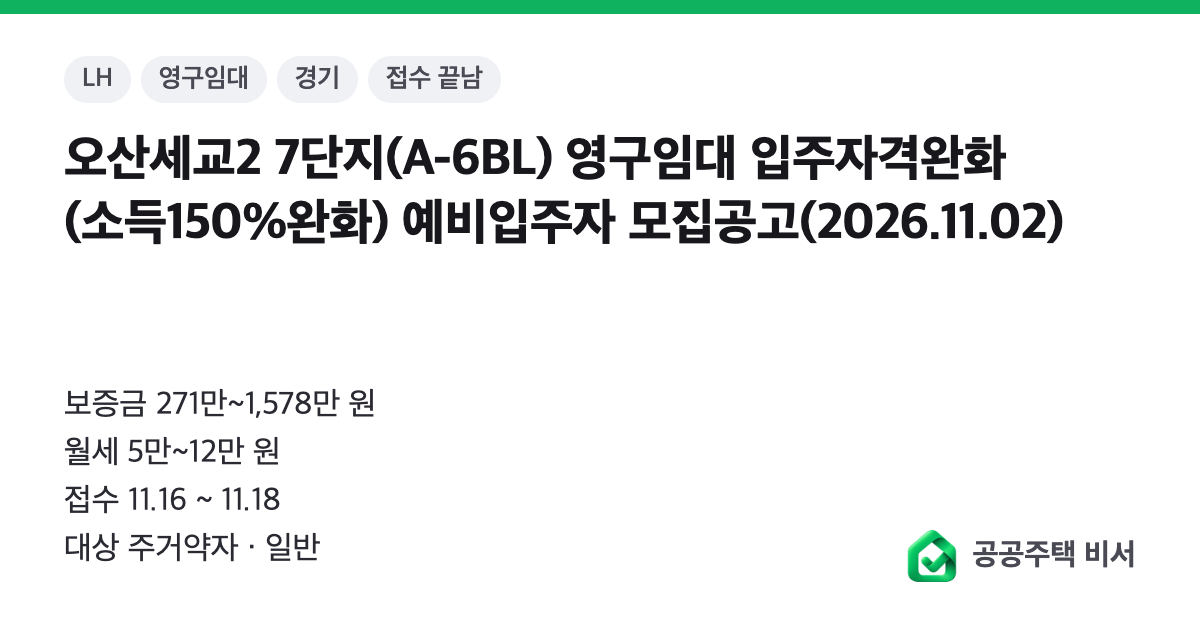 LH 영구임대 경기 접수 끝남
오산세교2 7단지(A-6BL) 영구임대 입주자격완화
(소득150%완화) 예비입주자 모집공고(2026.11.02)
보증금 271만~1,578만 원
월세 5만~12만 원
접수 11.16 ~ 11.18
대상 주거약자 · 일반
공공주택 비서